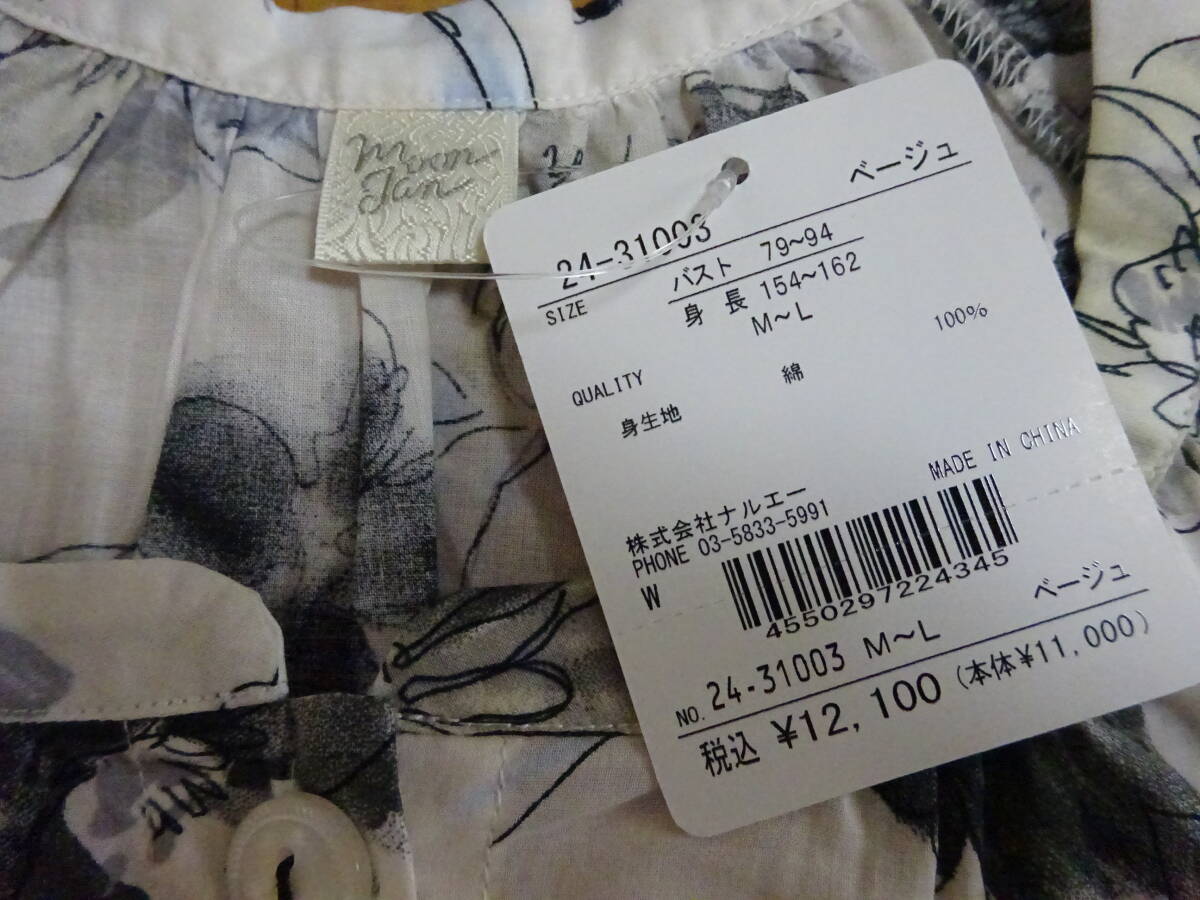 Moom
Tan
ベージュ
24-31003
SIZE
バスト 79~94
身 長 154~162
M~L
QUALITY
綿 100%
身生地
MADE IN CHINA
株式会社ナルエー
PHONE 03-5833-5991
W
4550297224345
ベージュ
NO. 24-31003 M~L
税込 ¥12,100 (本体¥11,000)